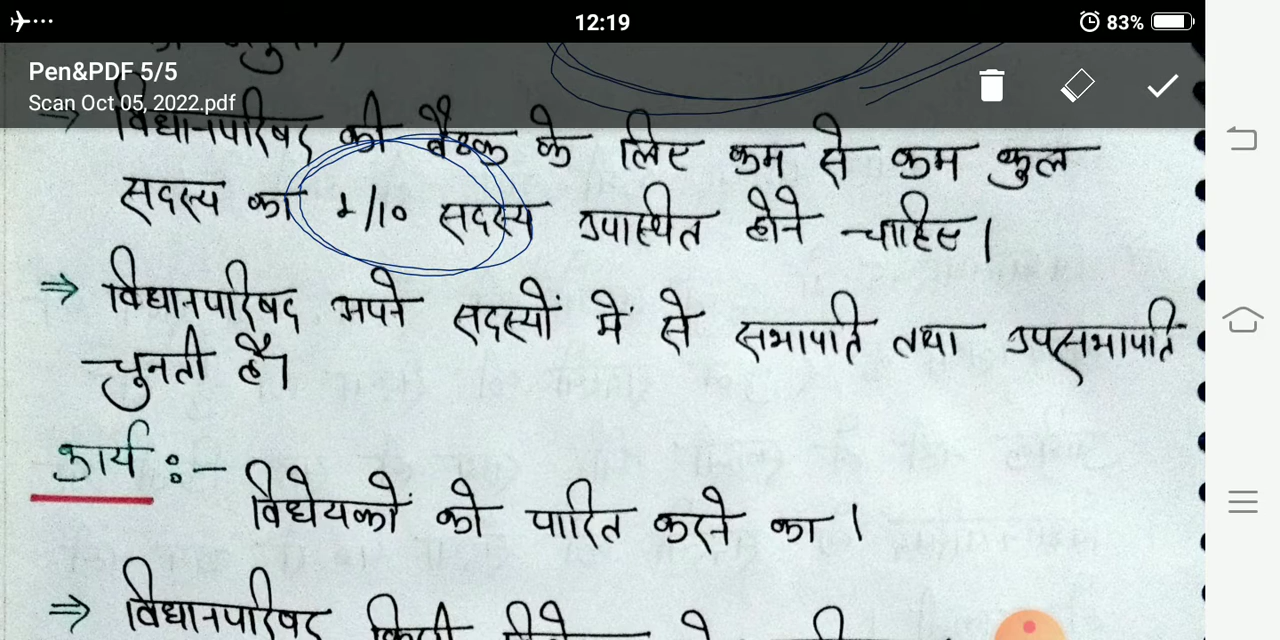 12:19
83%
Pen&PDF 5/5
Scan Oct 05, 2022.pdf
⇒ विधानपरिषद की बैठक के लिए कम से कम कुल
सदस्य का 1/10 सदस्य उपास्थित होने चाहिए।
⇒ विधानपरिषद अपने सदस्यों में से सभापति तथा उपसभापति
चुनती है।
कार्य :- विधेयकों को पारित करने का।
⇒ विधानपरिषद किसी